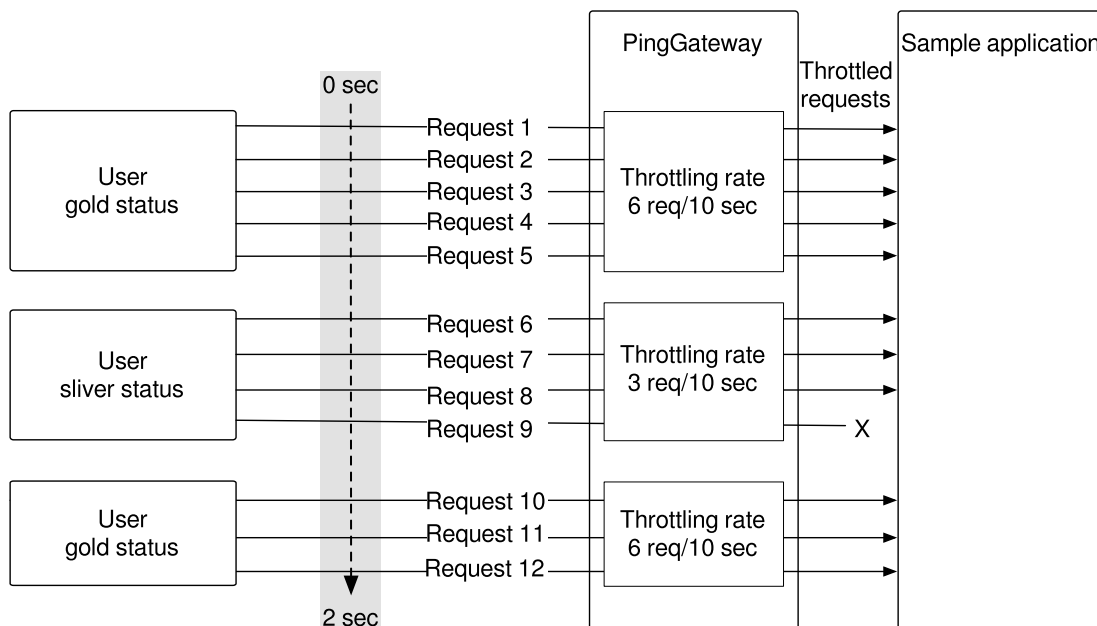 PingGateway
Sample application
Throttled
requests
0 sec
User
gold status
Request 1
Request 2
Request 3
Request 4
Request 5
Throttling rate
6 req/10 sec
User
sliver status
Request 6
Request 7
Request 8
Request 9
Throttling rate
3 req/10 sec
X
User
gold status
Request 10
Request 11
Request 12
Throttling rate
6 req/10 sec
2 sec